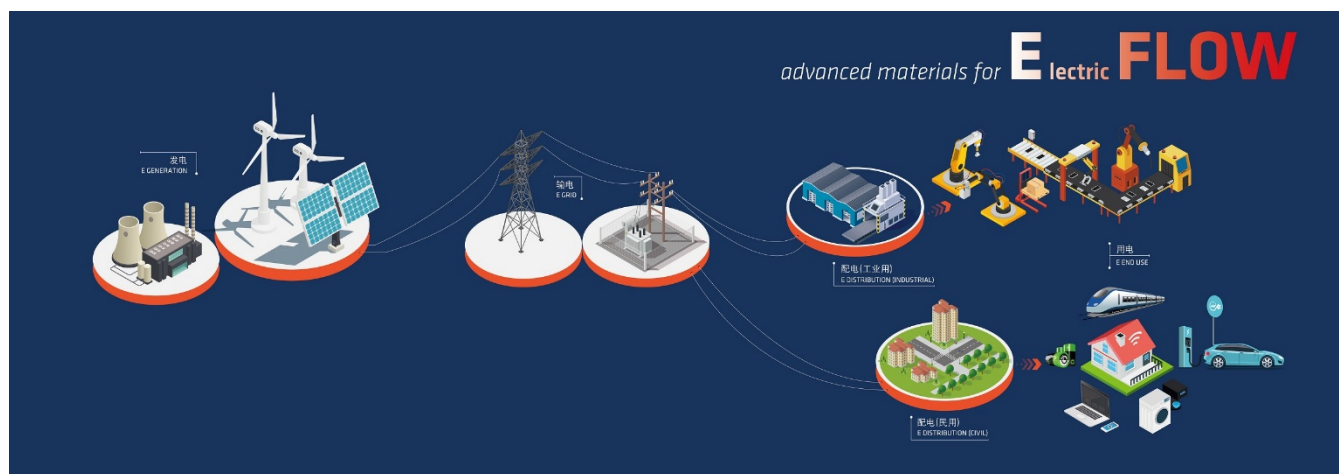 advanced materials for Electric FLOW
发电
E GENERATION
输电
E GRID
配电(工业用)
E DISTRIBUTION (INDUSTRIAL)
用电
E END USE
配电(民用)
E DISTRIBUTION (CIVIL)